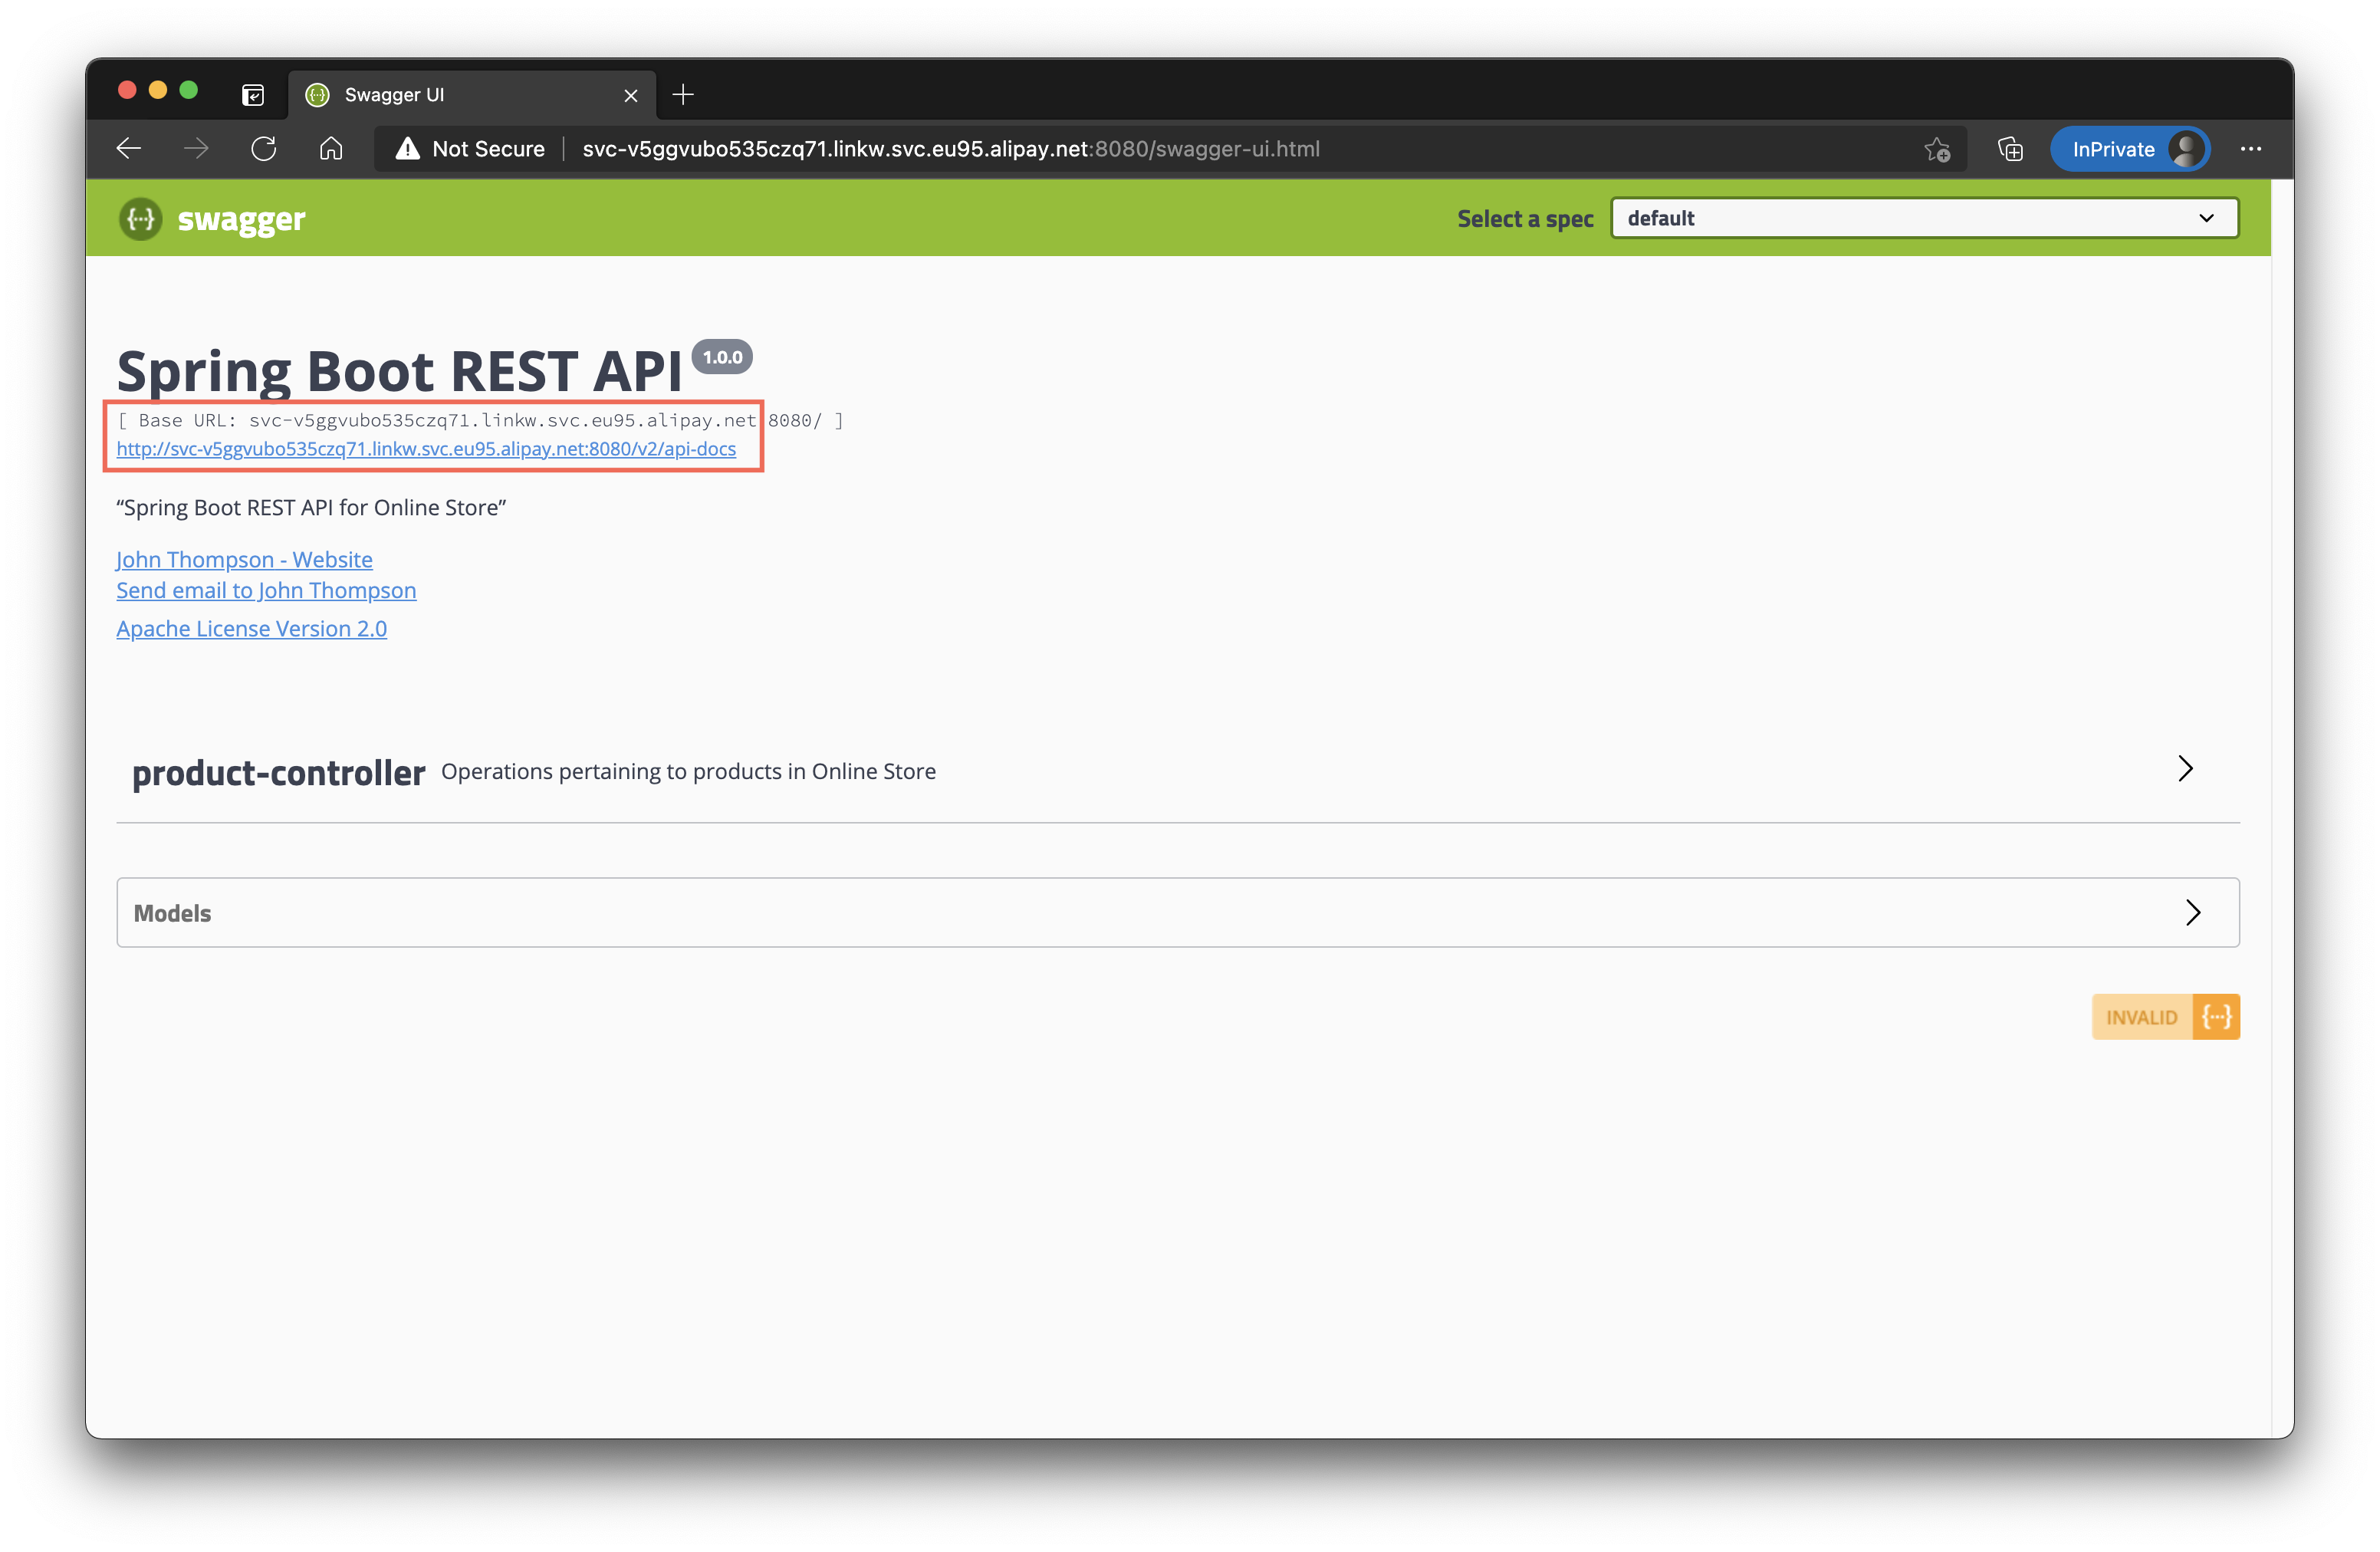 Swagger UI
Not Secure svc-v5ggvubo535czq71.linkw.svc.eu95.alipay.net:8080/swagger-ui.html InPrivate
swagger Select a spec default
Spring Boot REST API 1.0.0
[ Base URL: svc-v5ggvubo535czq71.linkw.svc.eu95.alipay.net:8080/ ]
http://svc-v5ggvubo535czq71.linkw.svc.eu95.alipay.net:8080/v2/api-docs
“Spring Boot REST API for Online Store”
John Thompson - Website
Send email to John Thompson
Apache License Version 2.0
product-controller Operations pertaining to products in Online Store
Models
INVALID {...}